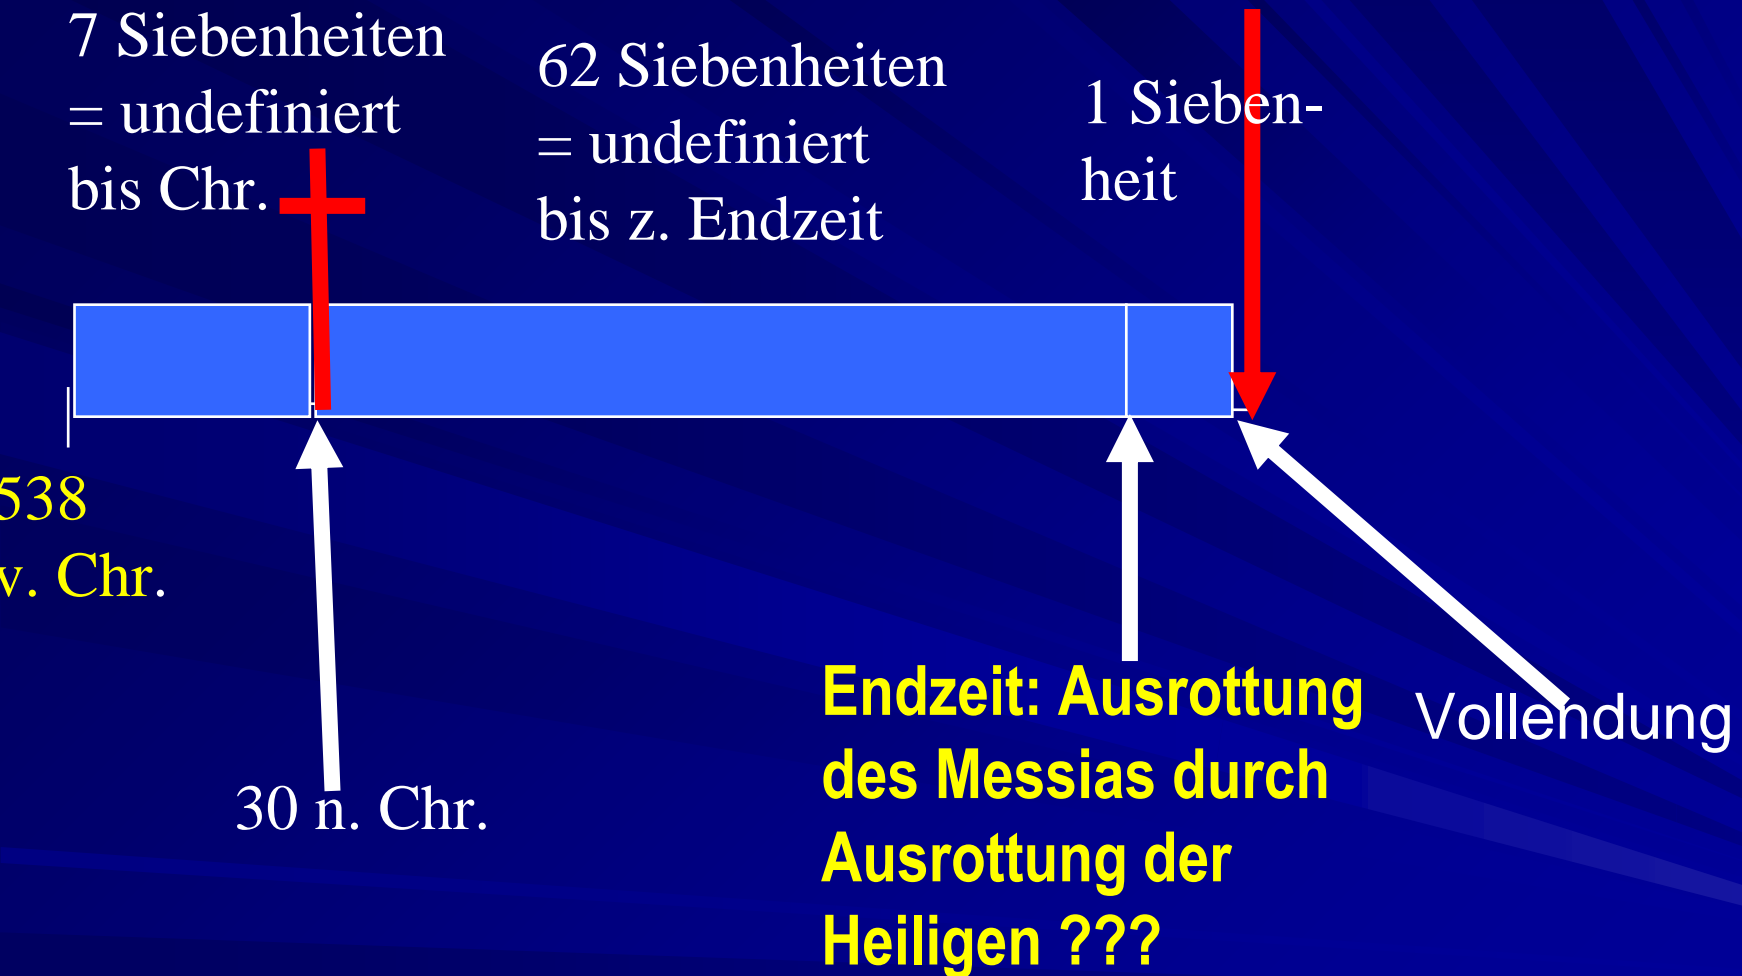 7 Siebenheiten
= undefiniert
bis Chr.
62 Siebenheiten
= undefiniert
bis z. Endzeit
1 Sieben-
heit
538
v. Chr.
30 n. Chr.
Endzeit: Ausrottung
des Messias durch
Ausrottung der
Heiligen ???
Vollendung